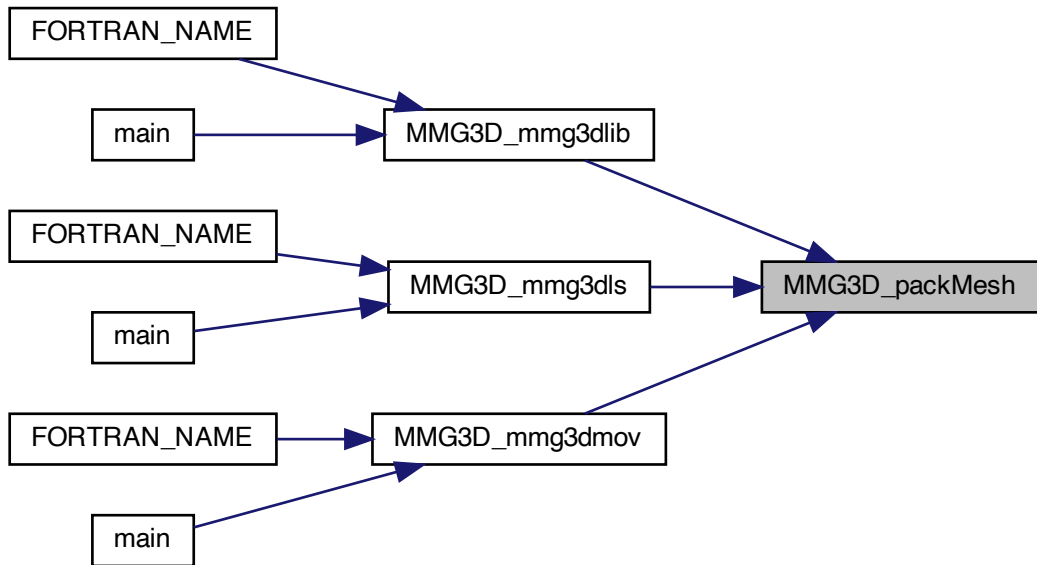 FORTRAN_NAME
main
MMG3D_mmg3dlib
FORTRAN_NAME
main
MMG3D_mmg3dls
MMG3D_packMesh
FORTRAN_NAME
main
MMG3D_mmg3dmov